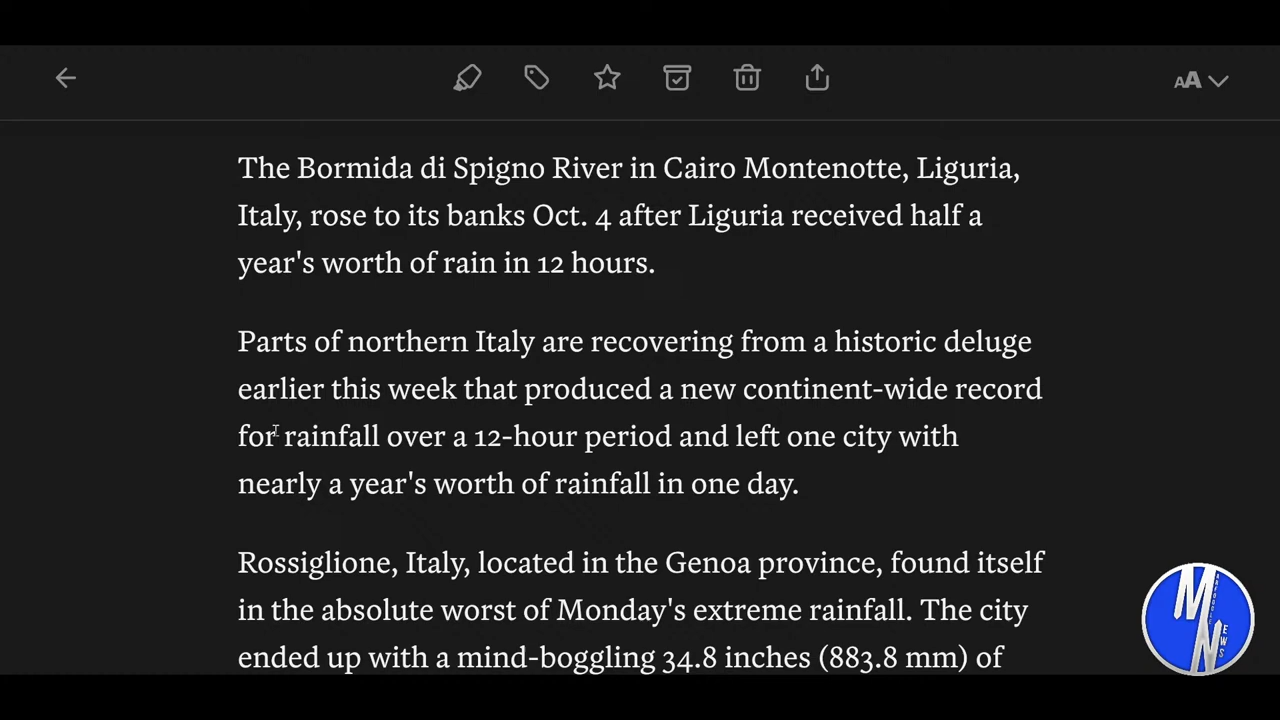 AA
The Bormida di Spigno River in Cairo Montenotte, Liguria,
Italy, rose to its banks Oct. 4 after Liguria received half a
year's worth of rain in 12 hours.
Parts of northern Italy are recovering from a historic deluge
earlier this week that produced a new continent-wide record
for rainfall over a 12-hour period and left one city with
nearly a year's worth of rainfall in one day.
Rossiglione, Italy, located in the Genoa province, found itself
in the absolute worst of Monday's extreme rainfall. The city
ended up with a mind-boggling 34.8 inches (883.8 mm) of
M
N
EWS